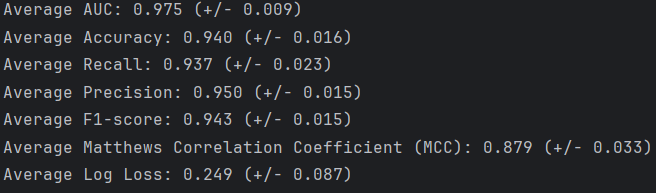 Average AUC: 0.975 (+/- 0.009)
Average Accuracy: 0.940 (+/- 0.016)
Average Recall: 0.937 (+/- 0.023)
Average Precision: 0.950 (+/- 0.015)
Average F1-score: 0.943 (+/- 0.015)
Average Matthews Correlation Coefficient (MCC): 0.879 (+/- 0.033)
Average Log Loss: 0.249 (+/- 0.087)